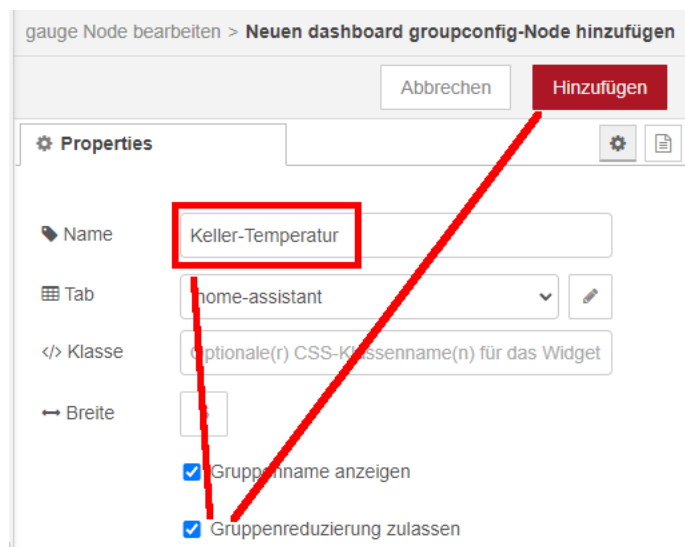 gauge Node bearbeiten > Neuen dashboard groupconfig-Node hinzufügen
Abbrechen Hinzufügen
Properties
Name Keller-Temperatur
Tab home-assistant
</> Klasse Optionale(r) CSS-Klassenname(n) für das Widget
Breite
Gruppenname anzeigen
Gruppenreduzierung zulassen